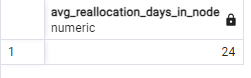 avg_reallocation_days_in_node
numeric
1 24